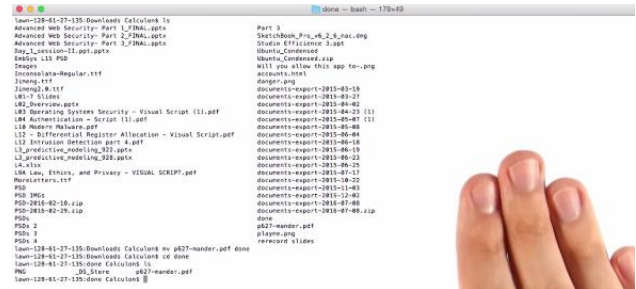 done — bash — 179×49
lawn-128-61-27-135:Downloads Calculon$ ls
Advanced Web Security- Part 1_FINAL.pptx Part 3
Advanced Web Security- Part 2_FINAL.pptx SketchBook_Pro_v6_2_6_mac.dmg
Advanced Web Security- Part 3_FINAL.pptx Studio Efficience 3.ppt
Day_1_session-II.ppt.pptx Ubuntu_Condensed
EmbSys L15 PSD Ubuntu_Condensed.zip
Images Will you allow this app to-.png
Inconsolata-Regular.ttf accounts.html
Jimeng.ttf danger.png
Jimeng2.0.ttf documents-export-2015-03-19
L01-7 Slides documents-export-2015-03-27
L02_Overview.pptx documents-export-2015-04-02
L03 Operating Systems Security - Visual Script (1).pdf documents-export-2015-04-23 (1)
L04 Authentication - Script (1).pdf documents-export-2015-05-07 (1)
L10 Modern Malware.pdf documents-export-2015-05-08
L12 - Differential Register Allocation - Visual Script.pdf documents-export-2015-06-04
L12 Intrusion Detection part 4.pdf documents-export-2015-06-18
L3_predictive_modeling_922.pptx documents-export-2015-06-19
L3_predictive_modeling_928.pptx documents-export-2015-06-23
L4.xlsx documents-export-2015-06-25
L9A Law, Ethics, and Privacy - VISUAL SCRIPT.pdf documents-export-2015-07-17
MoreLetters.ttf documents-export-2015-10-22
PSD documents-export-2015-11-03
PSD IMGs documents-export-2015-12-02
PSD-2016-02-18.zip documents-export-2016-07-08
PSD-2016-02-29.zip documents-export-2016-07-08.zip
PSDs done
PSDs 2 p627-mander.pdf
PSDs 3 playme.png
PSDs 4 rerecord slides
lawn-128-61-27-135:Downloads Calculon$ mv p627-mander.pdf done
lawn-128-61-27-135:Downloads Calculon$ cd done
lawn-128-61-27-135:done Calculon$ ls
PNG _DS_Store p627-mander.pdf
lawn-128-61-27-135:done Calculon$